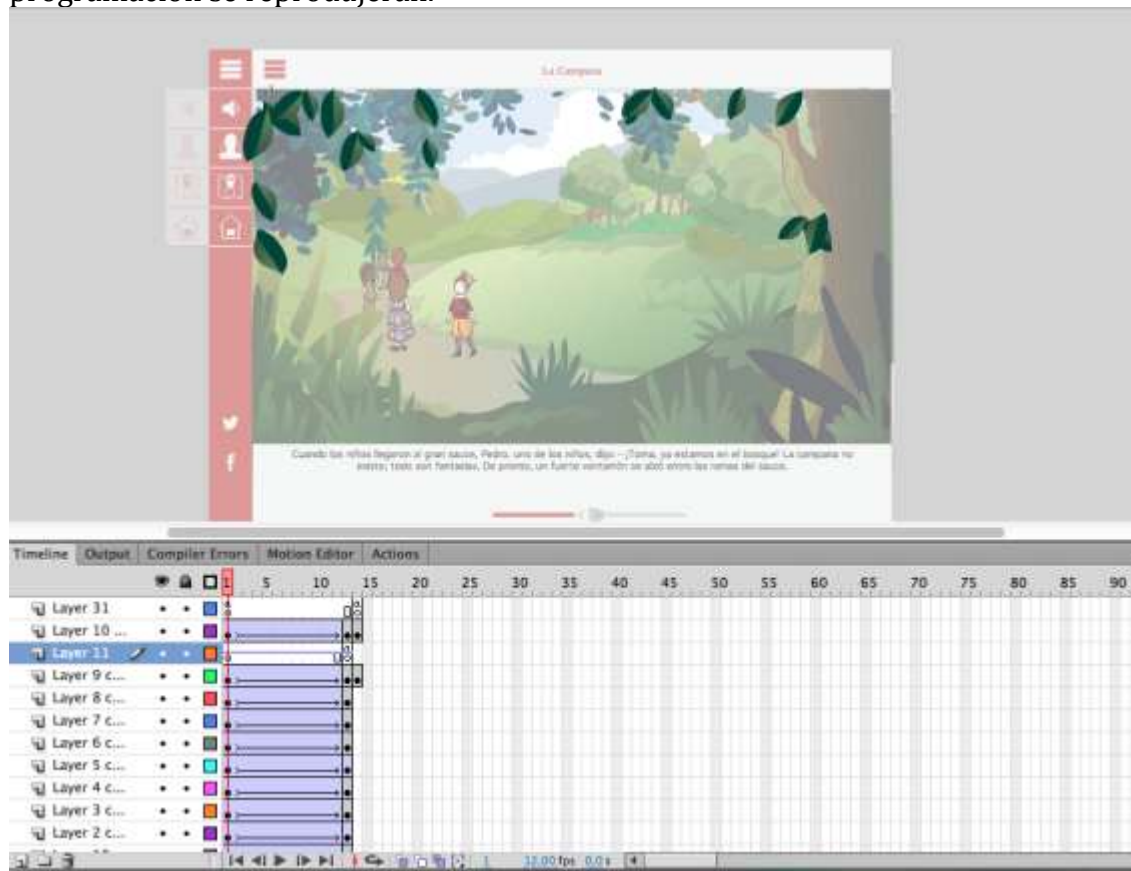 programación se reprodujeran.
La Campana
Cuando los niños llegaron al gran sauce, Pedro, uno de los niños, dijo - ¡Toma, ya estamos en el bosque! La campana no
existe; todo son fantasías. De pronto, un fuerte ventarrón se alzó entre las ramas del sauce.
Timeline Output Compiler Errors Motion Editor Actions
1 5 10 15 20 25 30 35 40 45 50 55 60 65 70 75 80 85 90
Layer 31
Layer 10 ...
Layer 11
Layer 9 c...
Layer 8 c...
Layer 7 c...
Layer 6 c...
Layer 5 c...
Layer 4 c...
Layer 3 c...
Layer 2 c...
1 12.00 fps 0.0 s